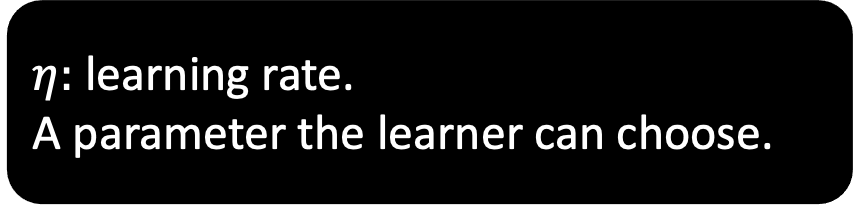 η: learning rate.
A parameter the learner can choose.